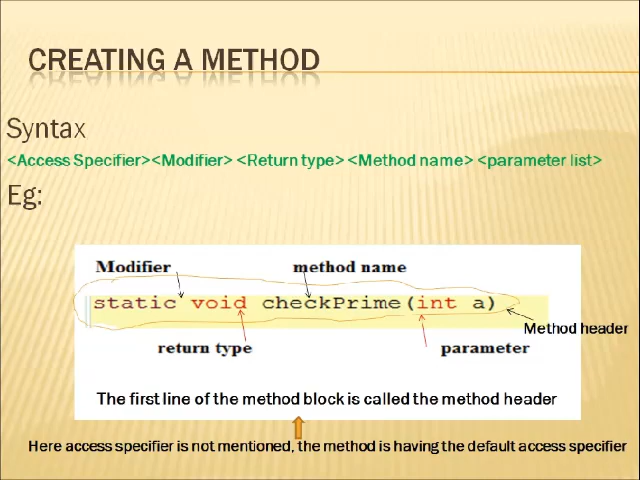 CREATING A METHOD
Syntax
<Access Specifier><Modifier> <Return type> <Method name> <parameter list>
Eg:
Modifier method name
static void checkPrime(int a)
Method header
return type parameter
The first line of the method block is called the method header
Here access specifier is not mentioned, the method is having the default access specifier